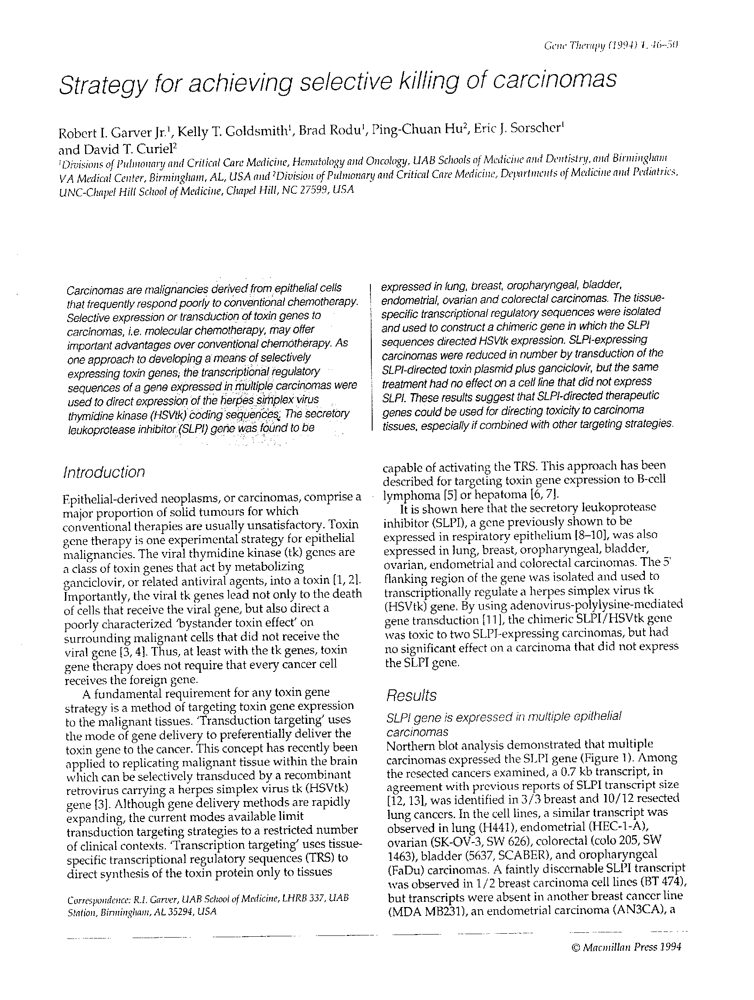 Gene Therapy (1994) 1, 46–50
Strategy for achieving selective killing of carcinomas
Robert I. Garver Jr.¹, Kelly T. Goldsmith¹, Brad Rodu¹, Ping-Chuan Hu², Eric J. Sorscher¹
and David T. Curiel²
¹Divisions of Pulmonary and Critical Care Medicine, Hematology and Oncology, UAB Schools of Medicine and Dentistry, and Birmingham
VA Medical Center, Birmingham, AL, USA and ²Division of Pulmonary and Critical Care Medicine, Departments of Medicine and Pediatrics,
UNC-Chapel Hill School of Medicine, Chapel Hill, NC 27599, USA
Carcinomas are malignancies derived from epithelial cells
that frequently respond poorly to conventional chemotherapy.
Selective expression or transduction of toxin genes to
carcinomas, i.e. molecular chemotherapy, may offer
important advantages over conventional chemotherapy. As
one approach to developing a means of selectively
expressing toxin genes, the transcriptional regulatory
sequences of a gene expressed in multiple carcinomas were
used to direct expression of the herpes simplex virus
thymidine kinase (HSVtk) coding sequences. The secretory
leukoprotease inhibitor (SLPI) gene was found to be
expressed in lung, breast, oropharyngeal, bladder,
endometrial, ovarian and colorectal carcinomas. The tissue-
specific transcriptional regulatory sequences were isolated
and used to construct a chimeric gene in which the SLPI
sequences directed HSVtk expression. SLPI-expressing
carcinomas were reduced in number by transduction of the
SLPI-directed toxin plasmid plus ganciclovir, but the same
treatment had no effect on a cell line that did not express
SLPI. These results suggest that SLPI-directed therapeutic
genes could be used for directing toxicity to carcinoma
tissues, especially if combined with other targeting strategies.
Introduction
Epithelial-derived neoplasms, or carcinomas, comprise a
major proportion of solid tumours for which
conventional therapies are usually unsatisfactory. Toxin
gene therapy is one experimental strategy for epithelial
malignancies. The viral thymidine kinase (tk) genes are
a class of toxin genes that act by metabolizing
ganciclovir, or related antiviral agents, into a toxin [1, 2].
Importantly, the viral tk genes lead not only to the death
of cells that receive the viral gene, but also direct a
poorly characterized 'bystander toxin effect' on
surrounding malignant cells that did not receive the
viral gene [3, 4]. Thus, at least with the tk genes, toxin
gene therapy does not require that every cancer cell
receives the foreign gene.
A fundamental requirement for any toxin gene
strategy is a method of targeting toxin gene expression
to the malignant tissues. 'Transduction targeting' uses
the mode of gene delivery to preferentially deliver the
toxin gene to the cancer. This concept has recently been
applied to replicating malignant tissue within the brain
which can be selectively transduced by a recombinant
retrovirus carrying a herpes simplex virus tk (HSVtk)
gene [3]. Although gene delivery methods are rapidly
expanding, the current modes available limit
transduction targeting strategies to a restricted number
of clinical contexts. 'Transcription targeting' uses tissue-
specific transcriptional regulatory sequences (TRS) to
direct synthesis of the toxin protein only to tissues
Correspondence: R.I. Garver, UAB School of Medicine, LHRB 337, UAB
Station, Birmingham, AL 35294, USA
capable of activating the TRS. This approach has been
described for targeting toxin gene expression to B-cell
lymphoma [5] or hepatoma [6, 7].
It is shown here that the secretory leukoprotease
inhibitor (SLPI), a gene previously shown to be
expressed in respiratory epithelium [8–10], was also
expressed in lung, breast, oropharyngeal, bladder,
ovarian, endometrial and colorectal carcinomas. The 5'
flanking region of the gene was isolated and used to
transcriptionally regulate a herpes simplex virus tk
(HSVtk) gene. By using adenovirus-polylysine-mediated
gene transduction [11], the chimeric SLPI/HSVtk gene
was toxic to two SLPI-expressing carcinomas, but had
no significant effect on a carcinoma that did not express
the SLPI gene.
Results
SLPI gene is expressed in multiple epithelial
carcinomas
Northern blot analysis demonstrated that multiple
carcinomas expressed the SLPI gene (Figure 1). Among
the resected cancers examined, a 0.7 kb transcript, in
agreement with previous reports of SLPI transcript size
[12, 13], was identified in 3/3 breast and 10/12 resected
lung cancers. In the cell lines, a similar transcript was
observed in lung (H441), endometrial (HEC-1-A),
ovarian (SK-OV-3, SW 626), colorectal (colo 205, SW
1463), bladder (5637, SCABER), and oropharyngeal
(FaDu) carcinomas. A faintly discernable SLPI transcript
was observed in 1/2 breast carcinoma cell lines (BT 474),
but transcripts were absent in another breast cancer line
(MDA MB231), an endometrial carcinoma (AN3CA), a
© Macmillan Press 1994